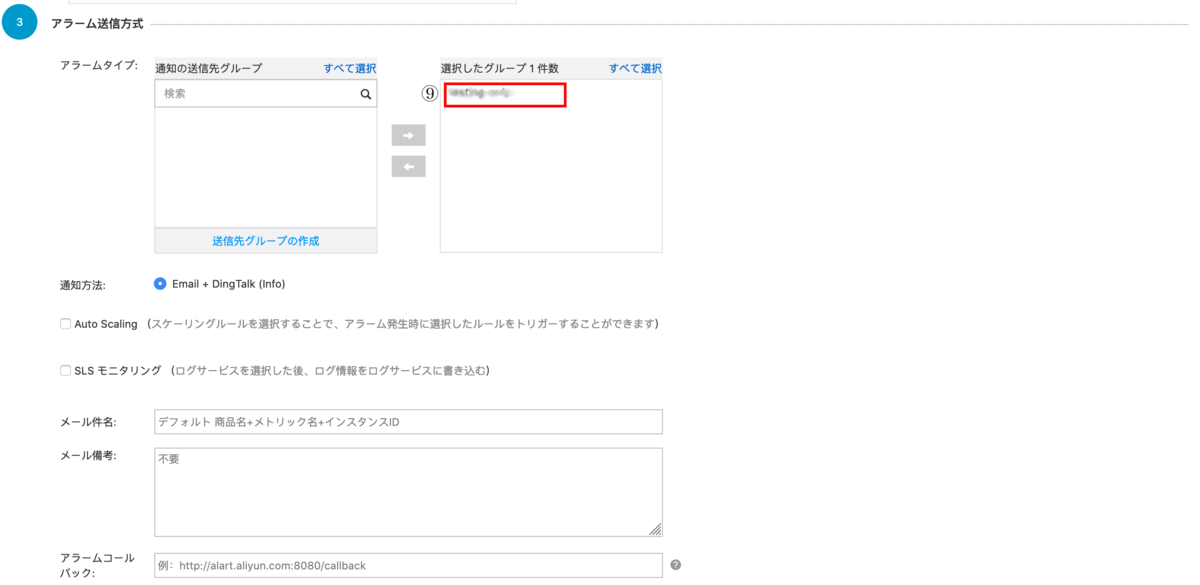 3 アラーム送信方式
アラームタイプ: 通知の送信先グループ すべて選択 選択したグループ 1 件数 すべて選択
検索 ⑨
送信先グループの作成
通知方法: Email + DingTalk (Info)
Auto Scaling (スケーリングルールを選択することで、アラーム発生時に選択したルールをトリガーすることができます)
SLS モニタリング (ログサービスを選択した後、ログ情報をログサービスに書き込む)
メール件名: デフォルト 商品名+メトリック名+インスタンスID
メール備考: 不要
アラームコール
バック: 例: http://alart.aliyun.com:8080/callback ?